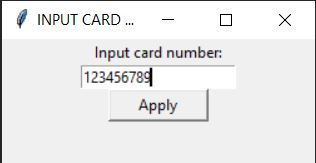 INPUT CARD ...
Input card number:
123456789
Apply